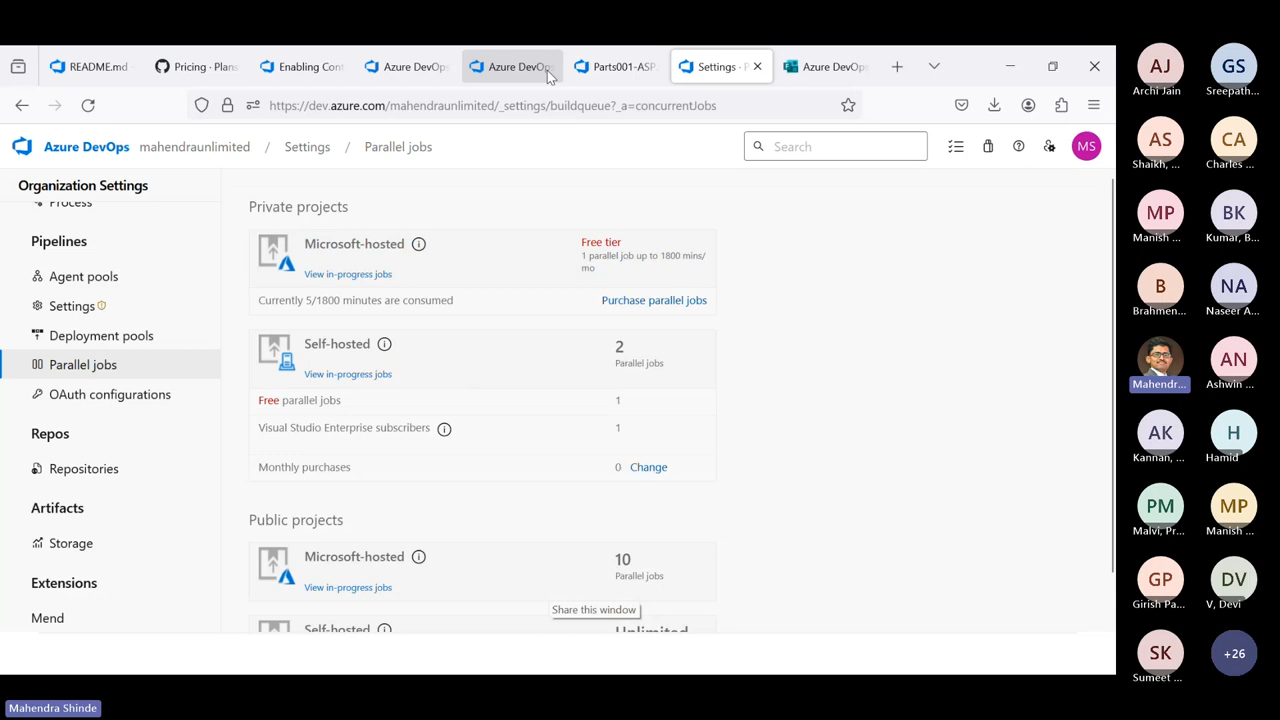 README.md
Pricing · Plans
Enabling Cont
Azure DevOps
Azure DevOps
Parts001-ASP.
Settings - P
Azure DevOps
https://dev.azure.com/mahendraunlimited/_settings/buildqueue?_a=concurrentJobs
Azure DevOps
mahendraunlimited
/
Settings
/
Parallel jobs
Search
MS
Organization Settings
Process
Pipelines
Agent pools
Settings
Deployment pools
Parallel jobs
OAuth configurations
Repos
Repositories
Artifacts
Storage
Extensions
Mend
Private projects
Microsoft-hosted
View in-progress jobs
Free tier
1 parallel job up to 1800 mins/
mo
Currently 5/1800 minutes are consumed
Purchase parallel jobs
Self-hosted
View in-progress jobs
2
Parallel jobs
Free parallel jobs 1
Visual Studio Enterprise subscribers 1
Monthly purchases 0 Change
Public projects
Microsoft-hosted
View in-progress jobs
10
Parallel jobs
Share this window
Self-hosted
Unlimited
AJ
Archi Jain
GS
Sreepath...
AS
Shaikh, ...
CA
Charles ...
MP
Manish ...
BK
Kumar, B...
B
Brahmen...
NA
Naseer A...
Mahendr...
AN
Ashwin ...
AK
Kannan, ...
H
Hamid
PM
Malvi, Pr...
MP
Manish ...
GP
Girish Pa...
DV
V, Devi
SK
Sumeet ...
+26
Mahendra Shinde